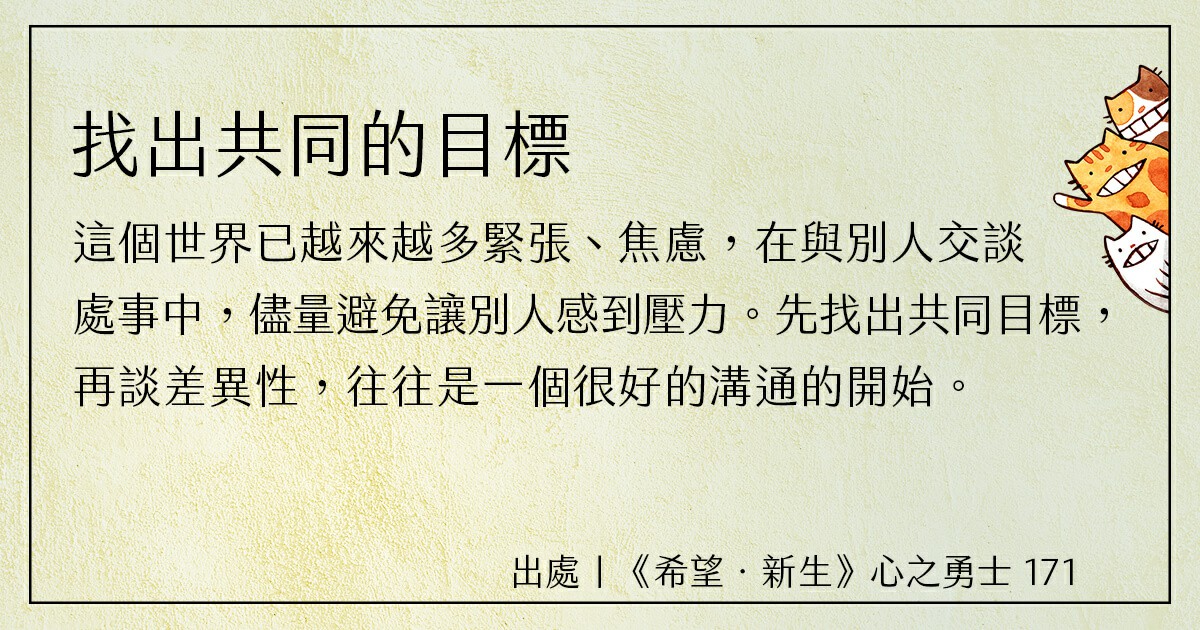 找出共同的目標
這個世界已越來越多緊張、焦慮，在與別人交談
處事中，儘量避免讓別人感到壓力。先找出共同目標，
再談差異性，往往是一個很好的溝通的開始。
出處｜《希望．新生》心之勇士 171